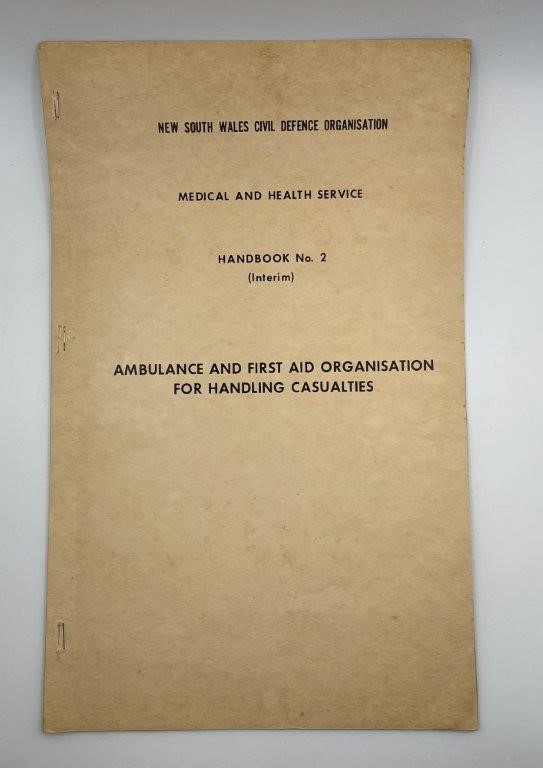 NEW SOUTH WALES CIVIL DEFENCE ORGANISATION
MEDICAL AND HEALTH SERVICE
HANDBOOK No. 2
(Interim)
AMBULANCE AND FIRST AID ORGANISATION
FOR HANDLING CASUALTIES